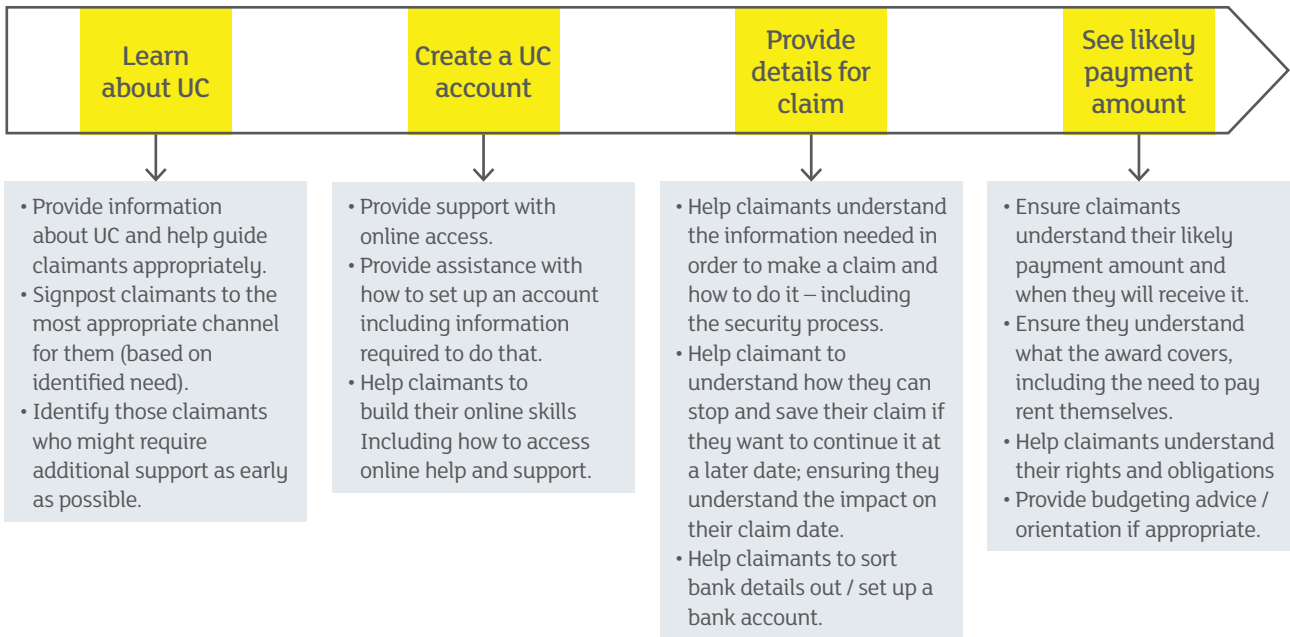 Learn
about UC
Create a UC
account
Provide
details for
claim
See likely
payment
amount
• Provide information
about UC and help guide
claimants appropriately.
• Signpost claimants to the
most appropriate channel
for them (based on
identified need).
• Identify those claimants
who might require
additional support as early
as possible.
• Provide support with
online access.
• Provide assistance with
how to set up an account
including information
required to do that.
• Help claimants to
build their online skills
Including how to access
online help and support.
• Help claimants understand
the information needed in
order to make a claim and
how to do it – including
the security process.
• Help claimant to
understand how they can
stop and save their claim if
they want to continue it at
a later date; ensuring they
understand the impact on
their claim date.
• Help claimants to sort
bank details out / set up a
bank account.
• Ensure claimants
understand their likely
payment amount and
when they will receive it.
• Ensure they understand
what the award covers,
including the need to pay
rent themselves.
• Help claimants understand
their rights and obligations
• Provide budgeting advice /
orientation if appropriate.